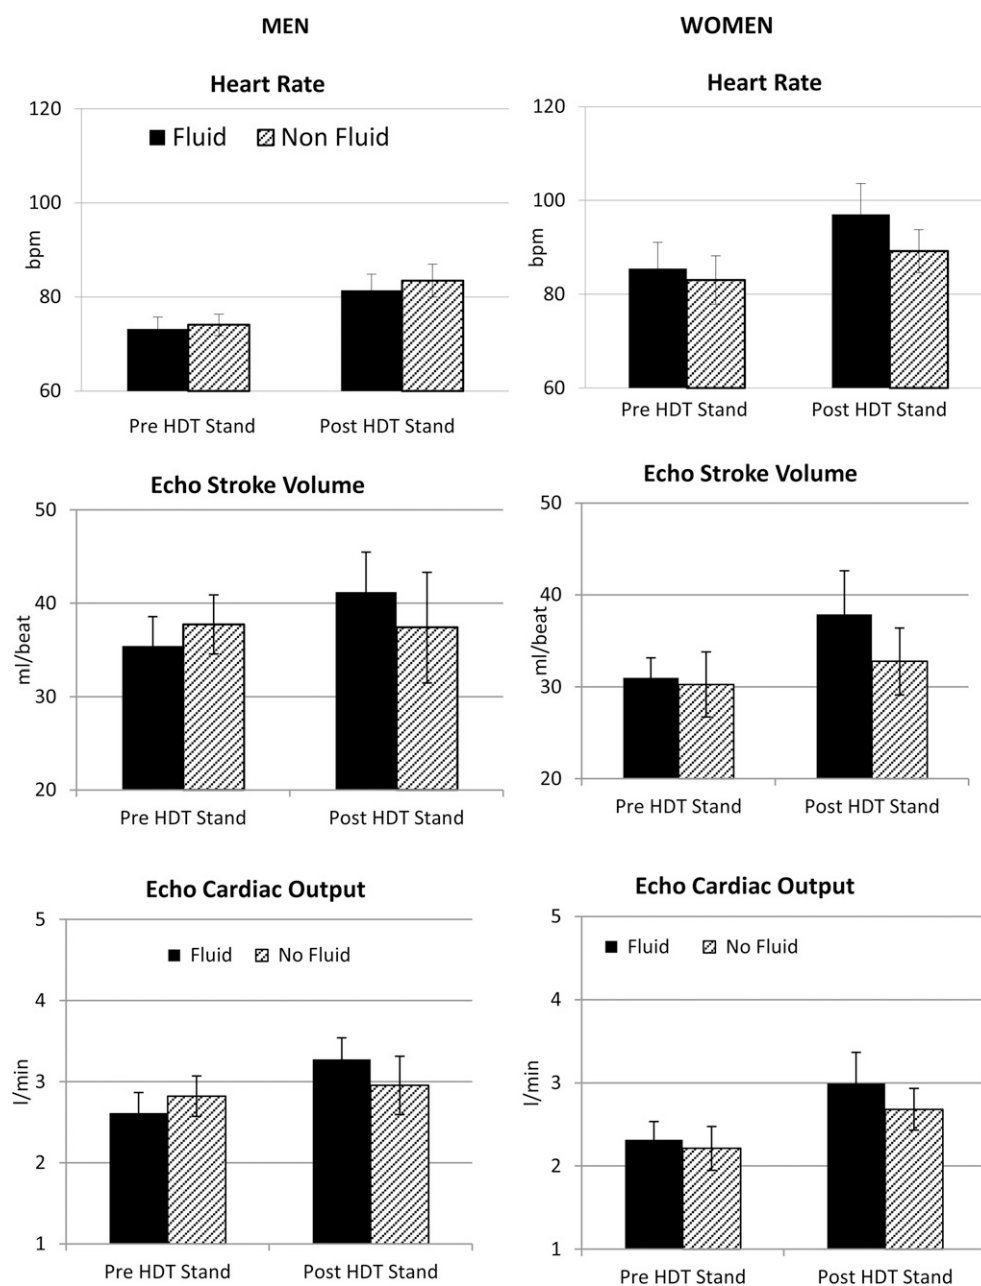 MEN
WOMEN
Heart Rate
120
Fluid Non Fluid
100
bpm
80
60
Pre HDT Stand Post HDT Stand
Heart Rate
120
100
bpm
80
60
Pre HDT Stand Post HDT Stand
Echo Stroke Volume
50
40
ml/beat
30
20
Pre HDT Stand Post HDT Stand
Echo Stroke Volume
50
40
ml/beat
30
20
Pre HDT Stand Post HDT Stand
Echo Cardiac Output
5
Fluid No Fluid
4
3
l/min
2
1
Pre HDT Stand Post HDT Stand
Echo Cardiac Output
5
Fluid No Fluid
4
3
l/min
2
1
Pre HDT Stand Post HDT Stand